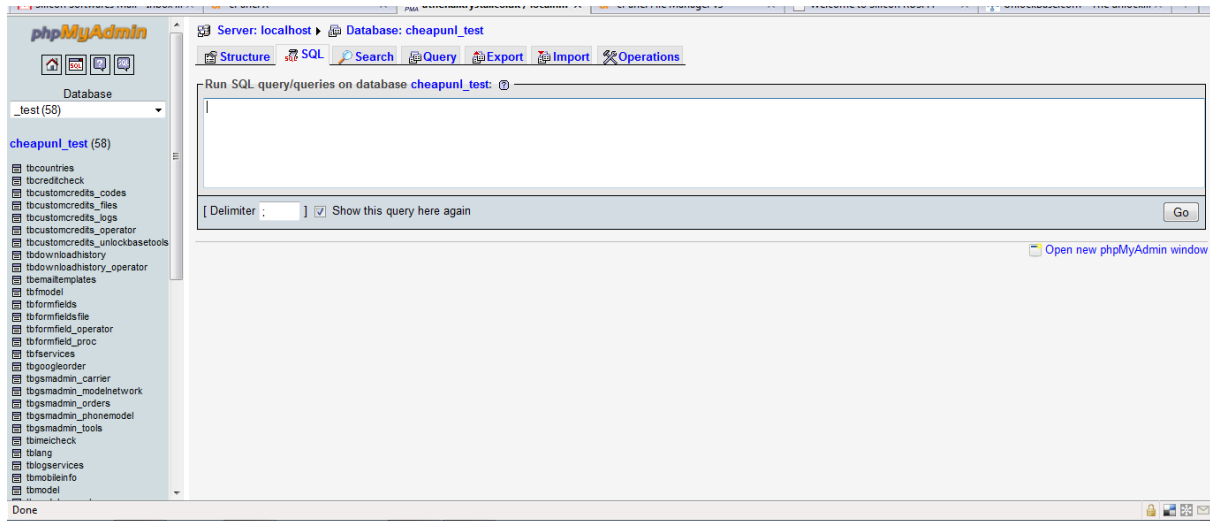 phpMyAdmin
Database
_test (58)
cheapunl_test (58)
tbcountries
tbcreditcheck
tbcustomcredits_codes
tbcustomcredits_files
tbcustomcredits_logs
tbcustomcredits_operator
tbcustomcredits_unlockbasetools
tbdownloadhistory
tbdownloadhistory_operator
tbemailtemplates
tbfmodel
tbformfields
tbformfieldsfile
tbformfield_operator
tbformfield_proc
tbfservices
tbgoogleorder
tbgsmadmin_carrier
tbgsmadmin_modelnetwork
tbgsmadmin_orders
tbgsmadmin_phonemodel
tbgsmadmin_tools
tbimeicheck
tblang
tblogservices
tbmobileinfo
tbmodel
Server: localhost Database: cheapunl_test
Structure SQL Search Query Export Import Operations
Run SQL query/queries on database cheapunl_test:
[ Delimiter ; ] Show this query here again Go
Open new phpMyAdmin window
Done